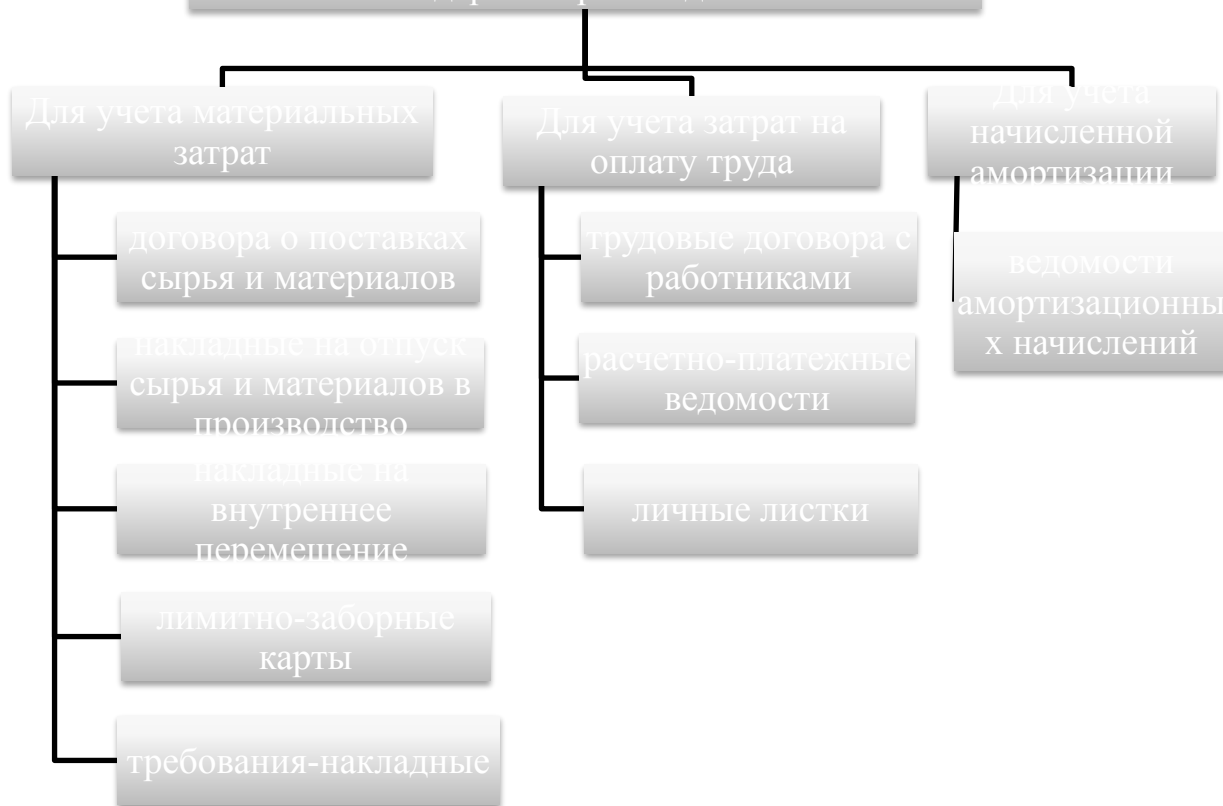 Для учета материальных
затрат
договора о поставках
сырья и материалов
накладные на отпуск
сырья и материалов в
производство
накладные на
внутреннее
перемещение
лимитно-заборные
карты
требования-накладные
Для учета затрат на
оплату труда
трудовые договора с
работниками
расчетно-платежные
ведомости
личные листки
Для учета
начисленной
амортизации
ведомости
амортизационны
х начислений